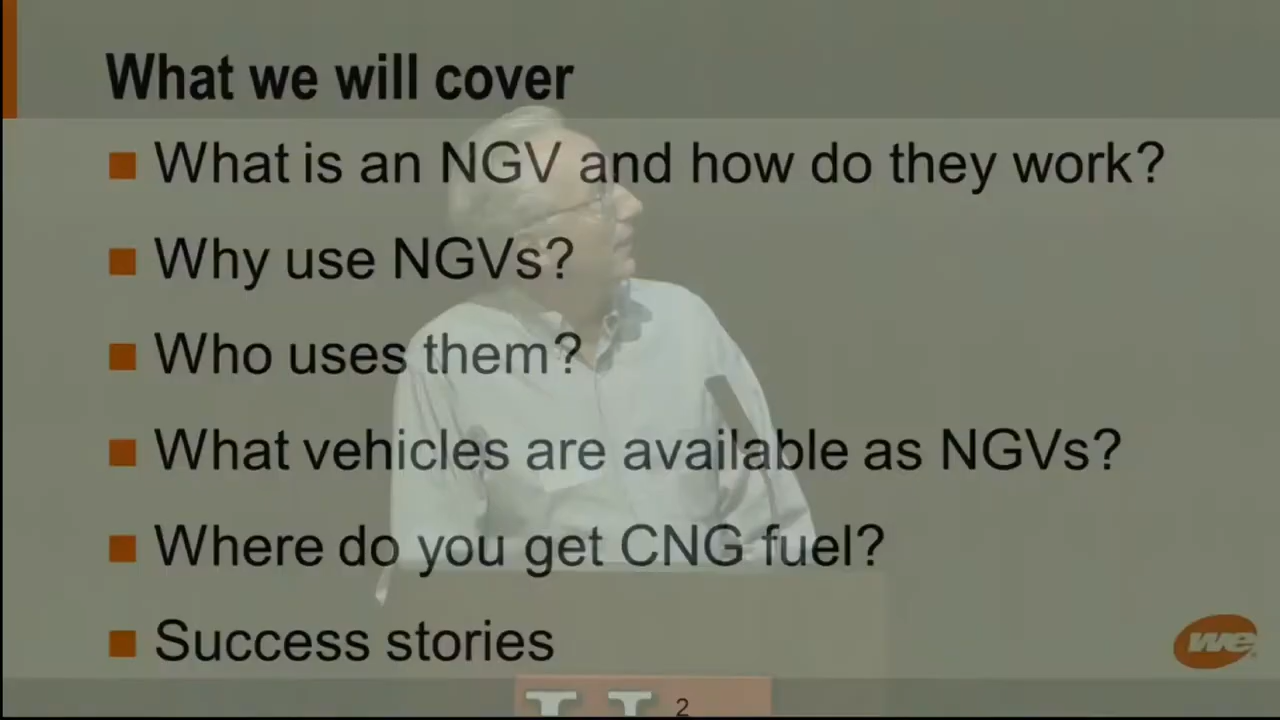 What we will cover
What is an NGV and how do they work?
Why use NGVs?
Who uses them?
What vehicles are available as NGVs?
Where do you get CNG fuel?
Success stories
we
2